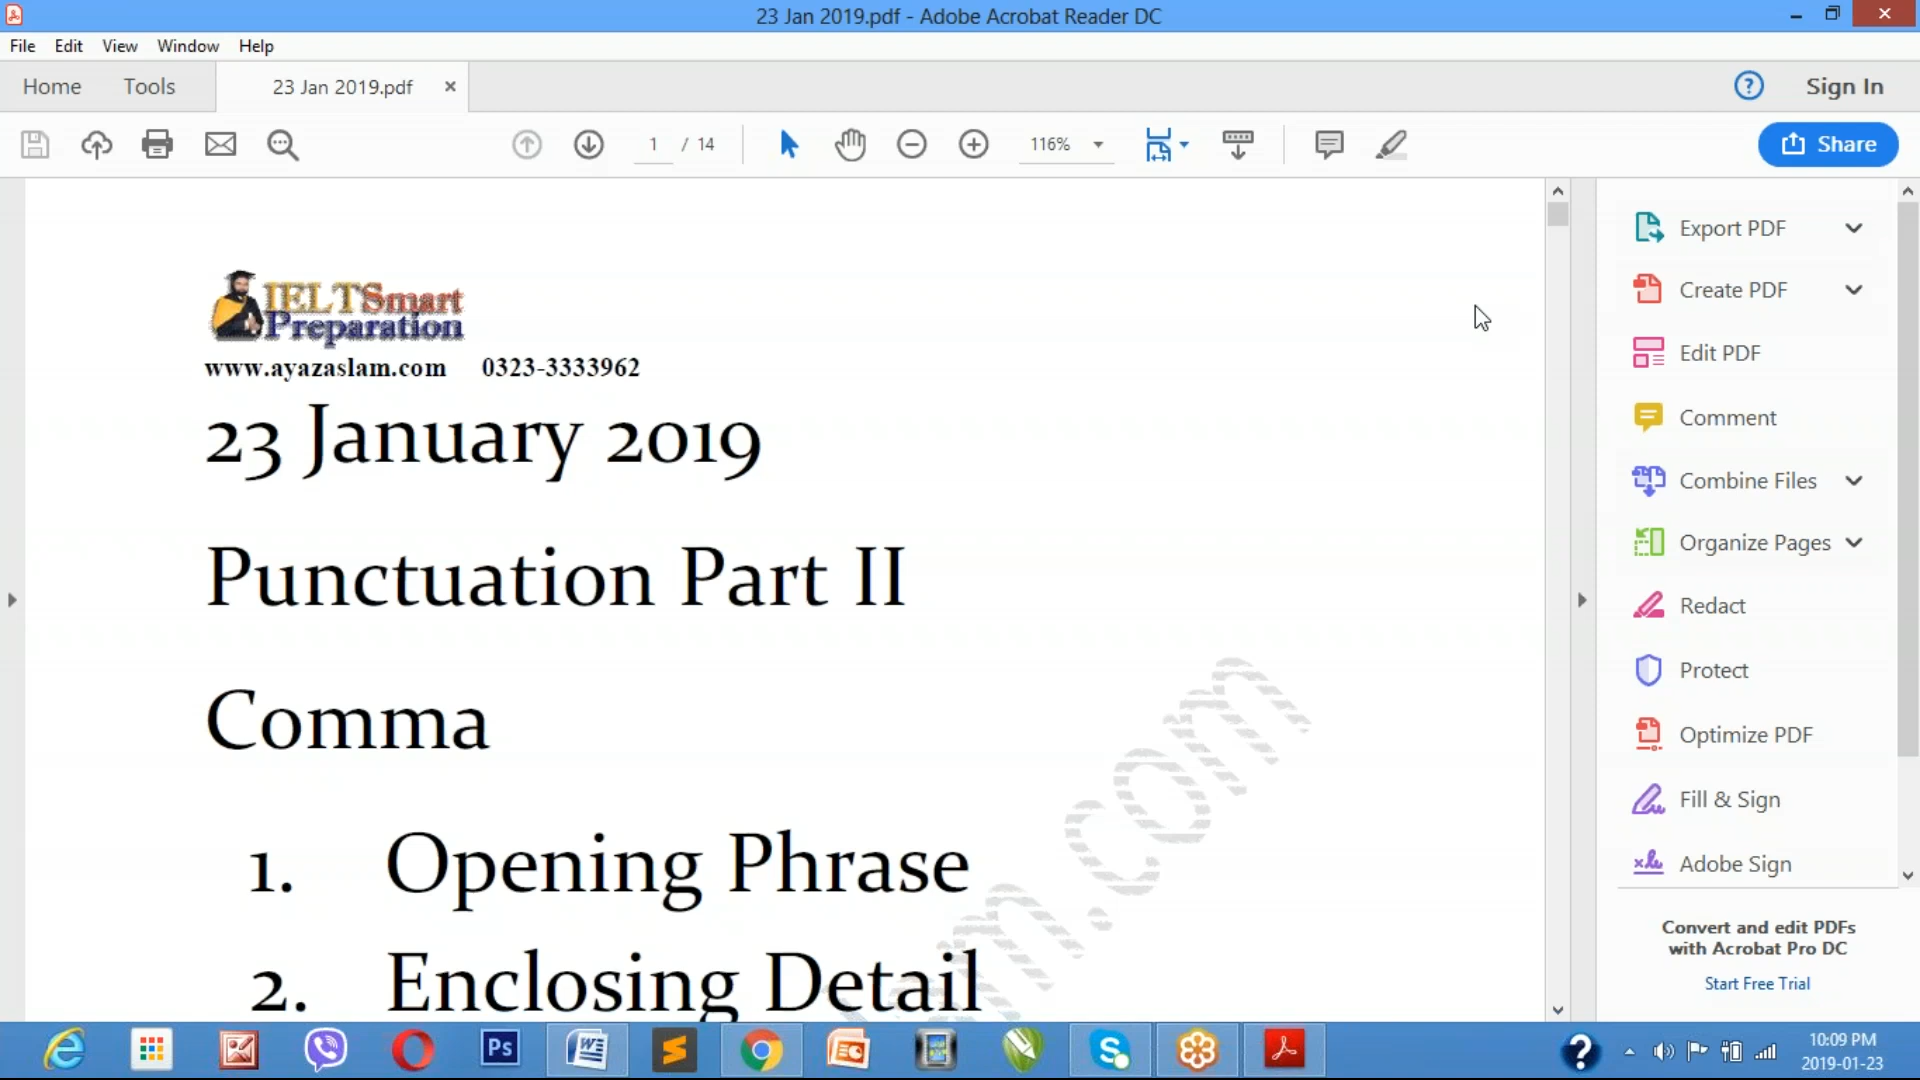 23 Jan 2019.pdf - Adobe Acrobat Reader DC
File Edit View Window Help
Home Tools 23 Jan 2019.pdf Sign In
1 / 14 116% Share
IELTSmart
Preparation
www.ayazaslam.com 0323-3333962
23 January 2019
Punctuation Part II
Comma
1. Opening Phrase
2. Enclosing Detail
m.com
Export PDF
Create PDF
Edit PDF
Comment
Combine Files
Organize Pages
Redact
Protect
Optimize PDF
Fill & Sign
Adobe Sign
Convert and edit PDFs
with Acrobat Pro DC
Start Free Trial
Ps
10:09 PM
2019-01-23